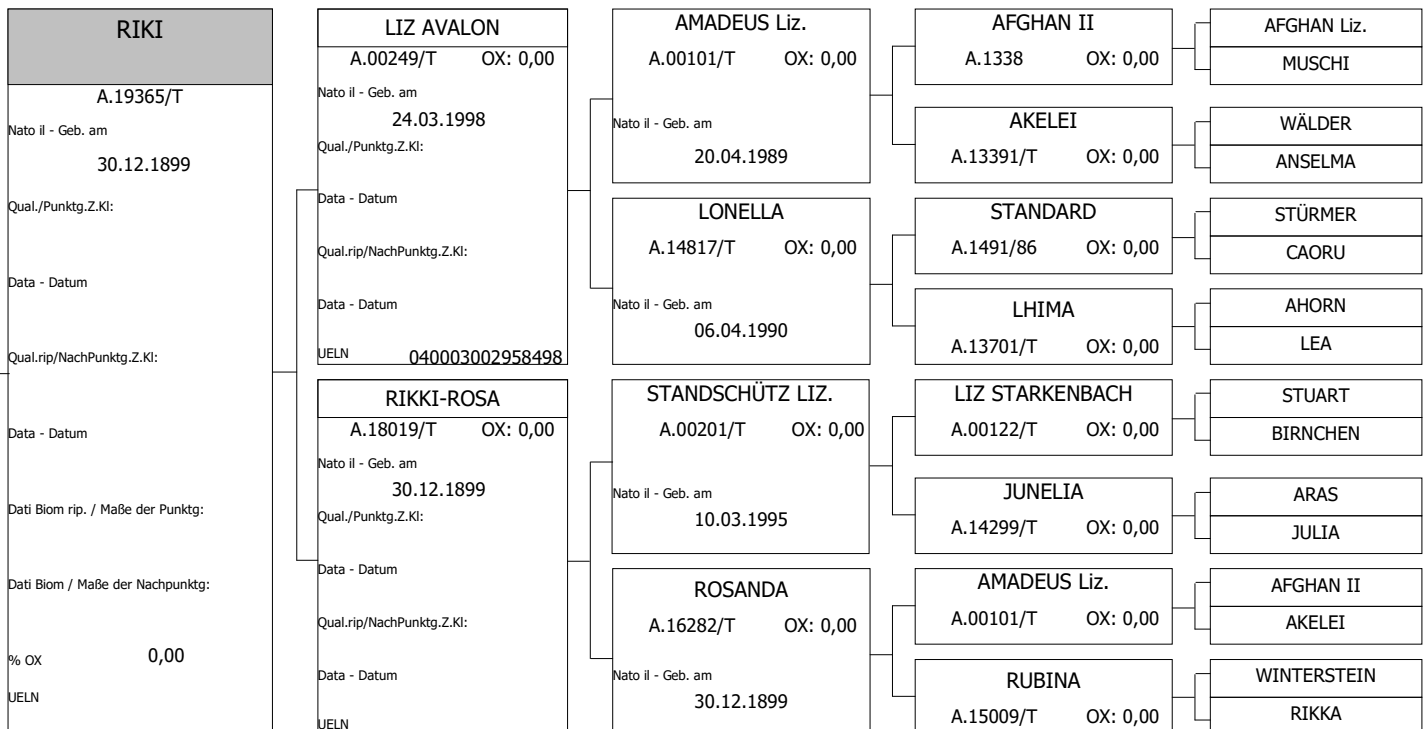 RIKI
A.19365/T
Nato il - Geb. am
30.12.1899
Qual./Punktg.Z.Kl:
Data - Datum
Qual.rip/NachPunktg.Z.Kl:
Data - Datum
Dati Biom rip. / Maße der Punktg:
Dati Biom / Maße der Nachpunktg:
% OX 0,00
UELN
LIZ AVALON
A.00249/T OX: 0,00
Nato il - Geb. am
24.03.1998
Qual./Punktg.Z.Kl:
Data - Datum
Qual.rip/NachPunktg.Z.Kl:
Data - Datum
UELN 040003002958498
RIKKI-ROSA
A.18019/T OX: 0,00
Nato il - Geb. am
30.12.1899
Qual./Punktg.Z.Kl:
Data - Datum
Qual.rip/NachPunktg.Z.Kl:
Data - Datum
UELN
AMADEUS Liz.
A.00101/T OX: 0,00
Nato il - Geb. am
20.04.1989
LONELLA
A.14817/T OX: 0,00
Nato il - Geb. am
06.04.1990
STANDSCHÜTZ LIZ.
A.00201/T OX: 0,00
Nato il - Geb. am
10.03.1995
ROSANDA
A.16282/T OX: 0,00
Nato il - Geb. am
30.12.1899
AFGHAN II
A.1338 OX: 0,00
AKELEI
A.13391/T OX: 0,00
STANDARD
A.1491/86 OX: 0,00
LHIMA
A.13701/T OX: 0,00
LIZ STARKENBACH
A.00122/T OX: 0,00
JUNELIA
A.14299/T OX: 0,00
AMADEUS Liz.
A.00101/T OX: 0,00
RUBINA
A.15009/T OX: 0,00
AFGHAN Liz.
MUSCHI
WÄLDER
ANSELMA
STÜRMER
CAORU
AHORN
LEA
STUART
BIRNCHEN
ARAS
JULIA
AFGHAN II
AKELEI
WINTERSTEIN
RIKKA